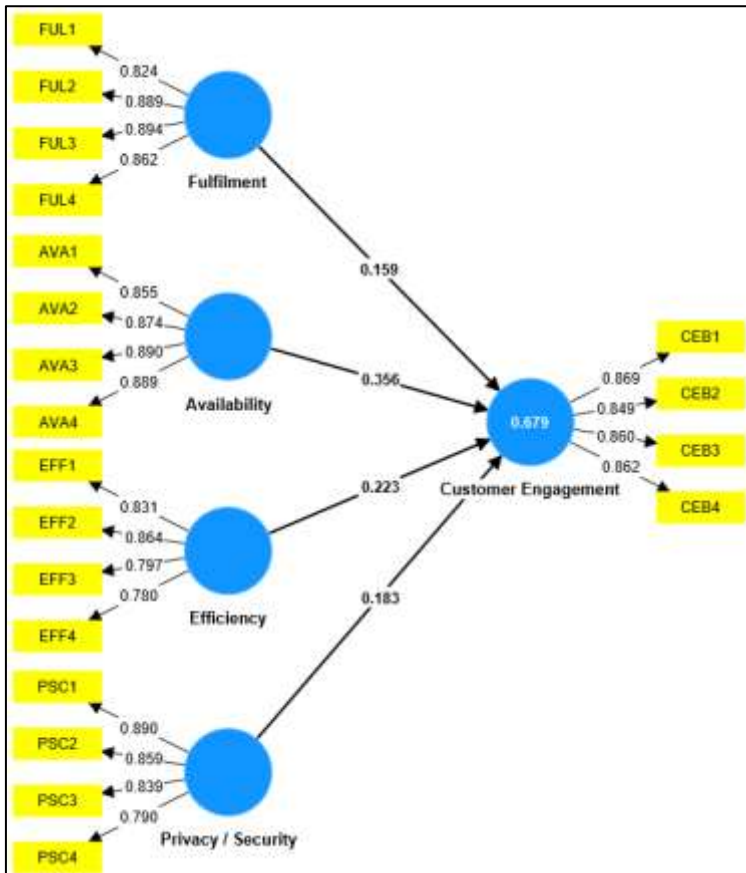 FUL1
0.824
FUL2
0.889
FUL3
0.894
FUL4
0.862
Fulfilment
0.159
AVA1
0.855
AVA2
0.874
AVA3
0.890
AVA4
0.889
Availability
0.356
EFF1
0.831
EFF2
0.864
EFF3
0.797
EFF4
0.780
Efficiency
0.223
PSC1
0.890
PSC2
0.859
PSC3
0.839
PSC4
0.790
Privacy / Security
0.183
0.679
Customer Engagement
CEB1
0.869
CEB2
0.849
CEB3
0.860
CEB4
0.862